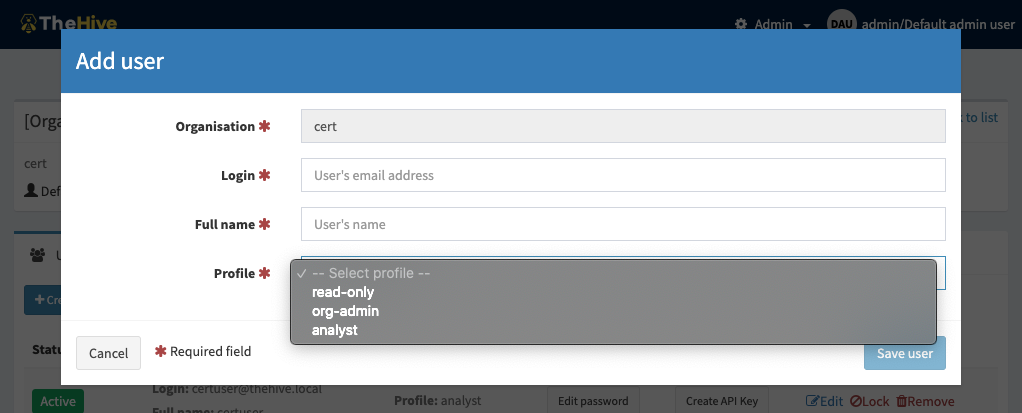 TheHive
Admin
DAU admin/Default admin user
Add user
[Orga
to list
Organisation ✱ cert
cert
Login ✱ User's email address
Def
Full name ✱ User's name
Profile ✱
✓ -- Select profile --
read-only
org-admin
analyst
Cancel
✱ Required field
Save user
Statu
Active
Login: certuser@thehive.local
Full name: certuser
Profile: analyst
Edit password
Create API Key
Edit Lock Remove